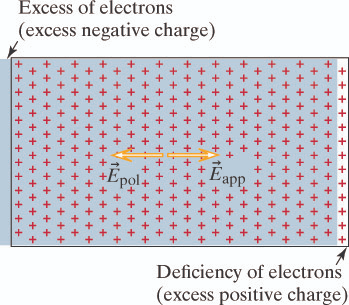 Excess of electrons
(excess negative charge)
E⃗pol E⃗app
Deficiency of electrons
(excess positive charge)